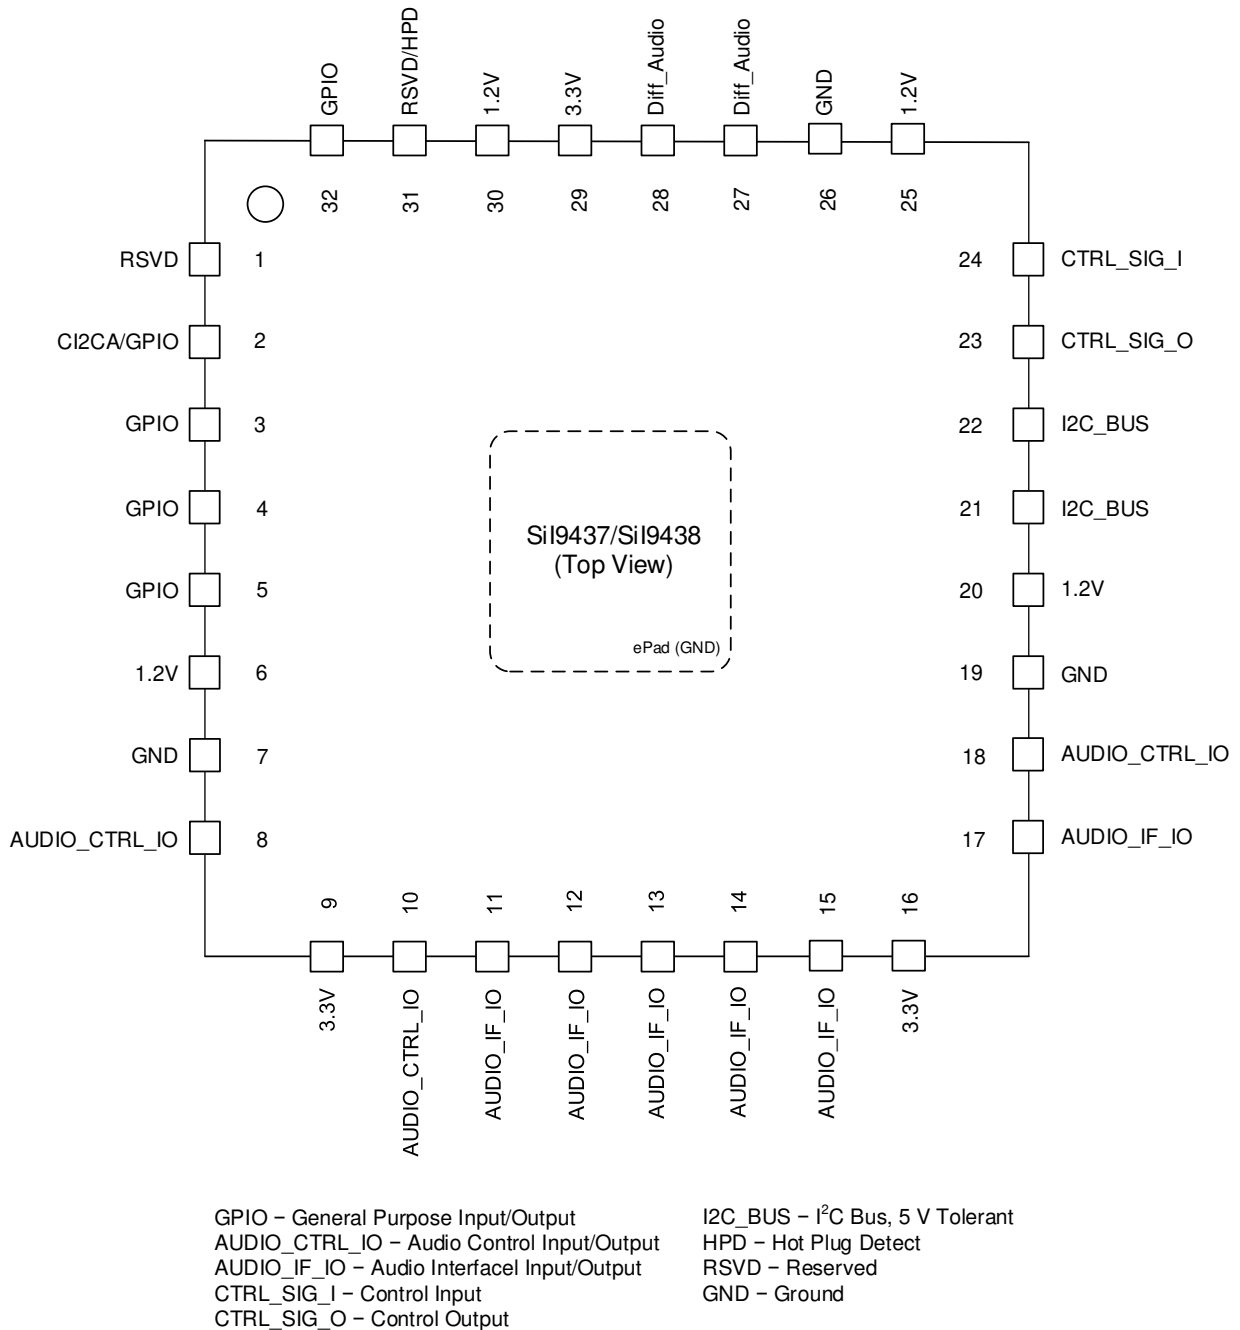 GPIO
RSVD/HPD
1.2V
3.3V
Diff_Audio
Diff_Audio
GND
1.2V
32
31
30
29
28
27
26
25
RSVD 1
24 CTRL_SIG_I
CI2CA/GPIO 2
23 CTRL_SIG_O
GPIO 3
22 I2C_BUS
GPIO 4
21 I2C_BUS
SiI9437/SiI9438
(Top View)
GPIO 5
20 1.2V
ePad (GND)
1.2V 6
19 GND
GND 7
18 AUDIO_CTRL_IO
AUDIO_CTRL_IO 8
17 AUDIO_IF_IO
9
10
11
12
13
14
15
16
3.3V
AUDIO_CTRL_IO
AUDIO_IF_IO
AUDIO_IF_IO
AUDIO_IF_IO
AUDIO_IF_IO
AUDIO_IF_IO
3.3V
GPIO – General Purpose Input/Output
AUDIO_CTRL_IO – Audio Control Input/Output
AUDIO_IF_IO – Audio Interfacel Input/Output
CTRL_SIG_I – Control Input
CTRL_SIG_O – Control Output
I2C_BUS – I²C Bus, 5 V Tolerant
HPD – Hot Plug Detect
RSVD – Reserved
GND – Ground